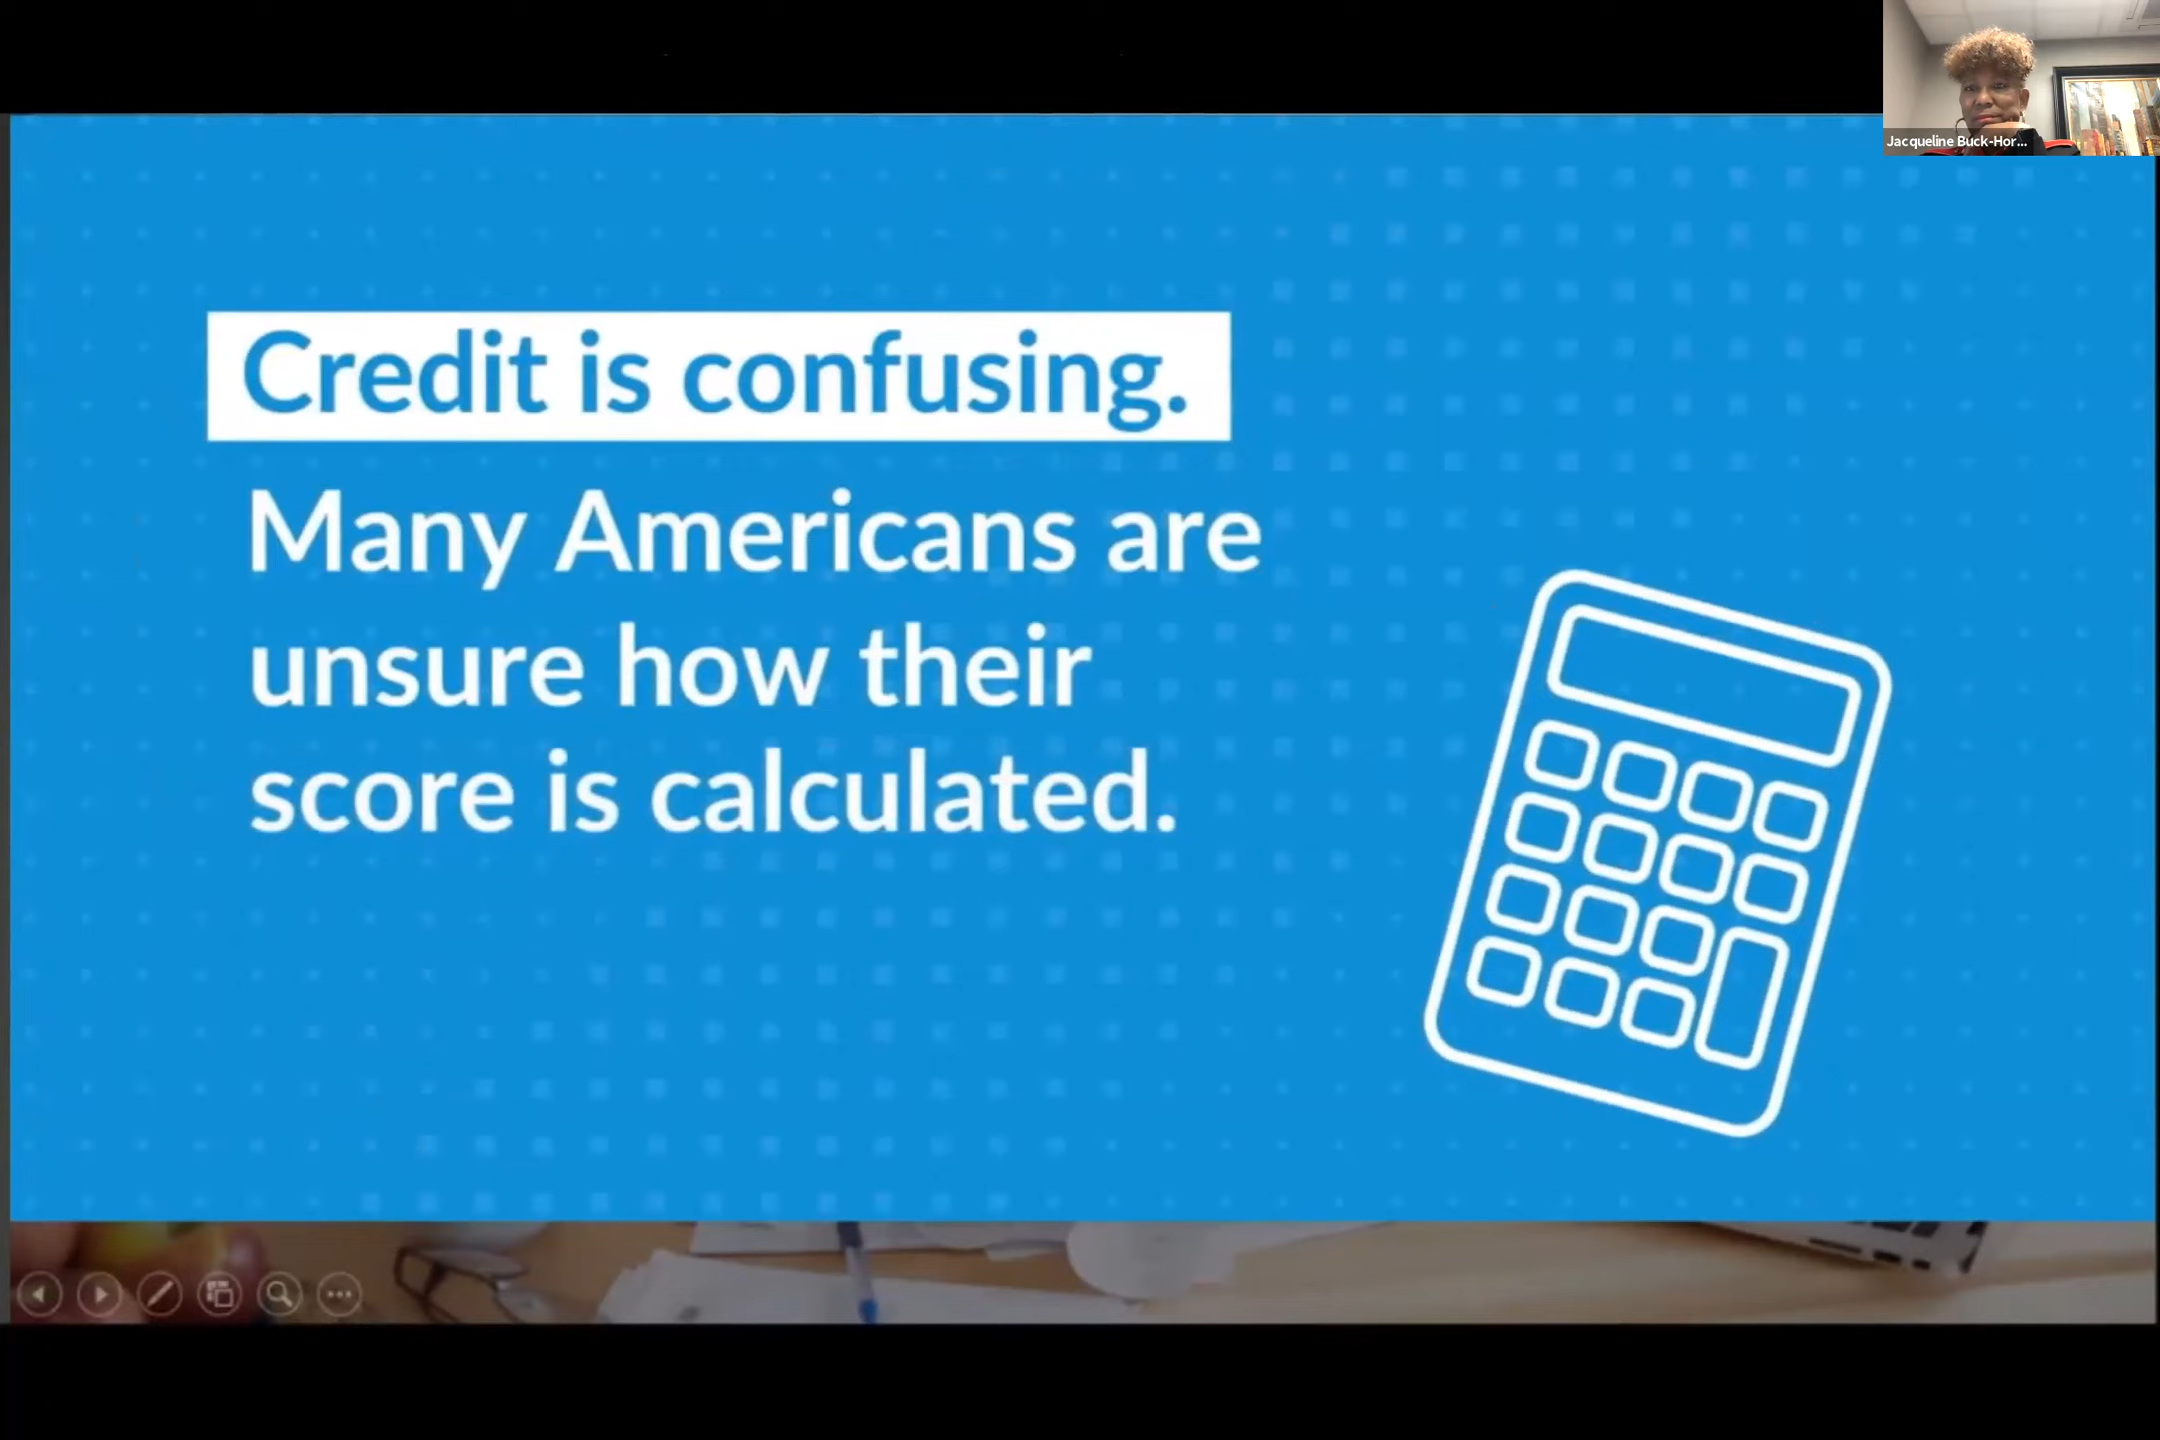 Jacqueline Buck-Hor...
Credit is confusing.
Many Americans are
unsure how their
score is calculated.